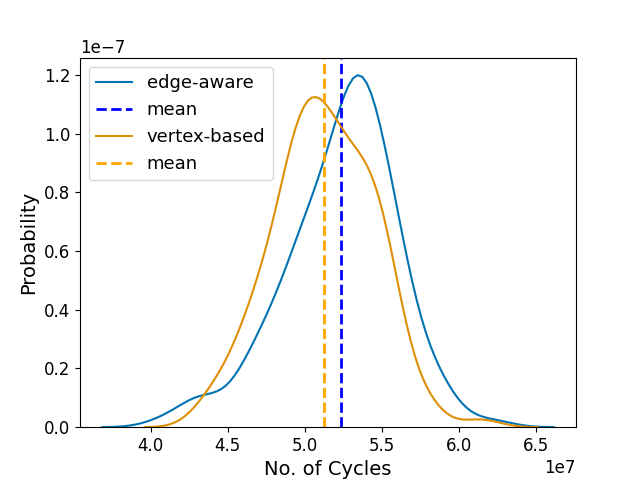 1e−7
1.2
1.0
0.8
0.6
0.4
0.2
0.0
Probability
edge-aware
mean
vertex-based
mean
4.0 4.5 5.0 5.5 6.0 6.5
1e7
No. of Cycles